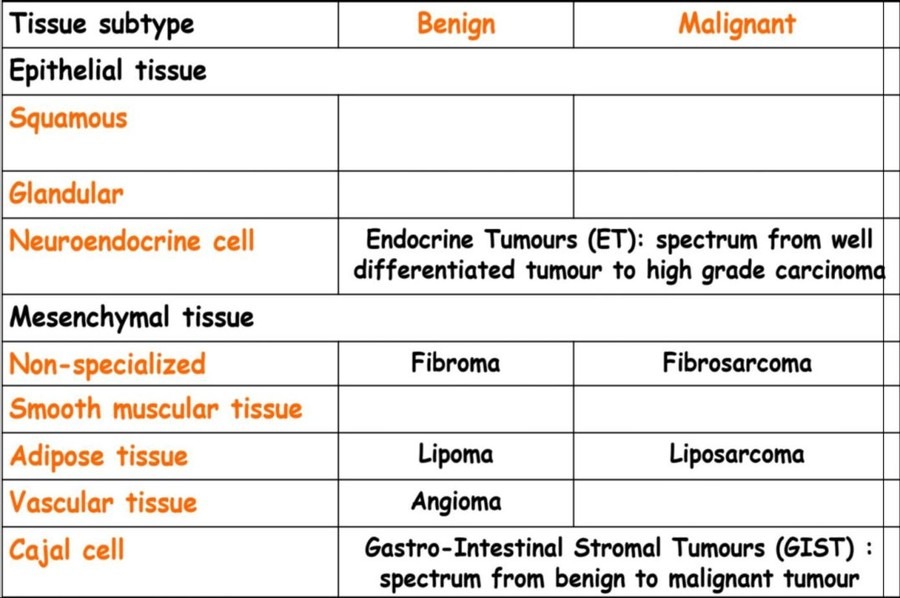 Tissue subtype Benign Malignant
Epithelial tissue
Squamous
Glandular
Neuroendocrine cell Endocrine Tumours (ET): spectrum from well
differentiated tumour to high grade carcinoma
Mesenchymal tissue
Non-specialized Fibroma Fibrosarcoma
Smooth muscular tissue
Adipose tissue Lipoma Liposarcoma
Vascular tissue Angioma
Cajal cell Gastro-Intestinal Stromal Tumours (GIST) :
spectrum from benign to malignant tumour